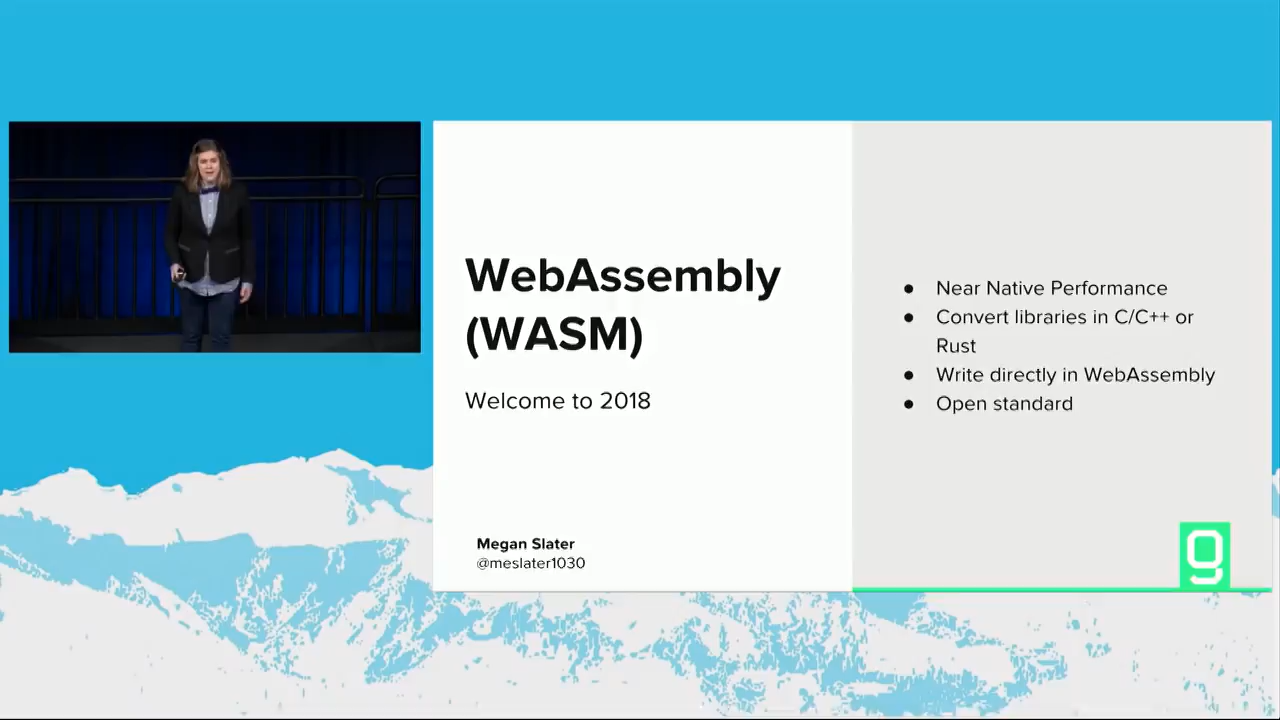 WebAssembly
(WASM)
Welcome to 2018
Megan Slater
@meslater1030
● Near Native Performance
● Convert libraries in C/C++ or
Rust
● Write directly in WebAssembly
● Open standard
g